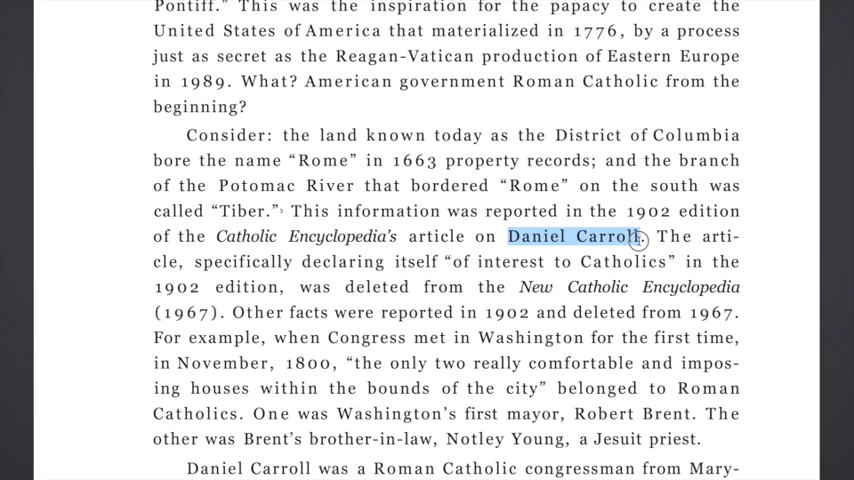 Pontiff.” This was the inspiration for the papacy to create the
United States of America that materialized in 1776, by a process
just as secret as the Reagan-Vatican production of Eastern Europe
in 1989. What? American government Roman Catholic from the
beginning?
Consider: the land known today as the District of Columbia
bore the name “Rome” in 1663 property records; and the branch
of the Potomac River that bordered “Rome” on the south was
called “Tiber.”³ This information was reported in the 1902 edition
of the Catholic Encyclopedia’s article on Daniel Carroll. The arti-
cle, specifically declaring itself “of interest to Catholics” in the
1902 edition, was deleted from the New Catholic Encyclopedia
(1967). Other facts were reported in 1902 and deleted from 1967.
For example, when Congress met in Washington for the first time,
in November, 1800, “the only two really comfortable and impos-
ing houses within the bounds of the city” belonged to Roman
Catholics. One was Washington’s first mayor, Robert Brent. The
other was Brent’s brother-in-law, Notley Young, a Jesuit priest.
Daniel Carroll was a Roman Catholic congressman from Mary-